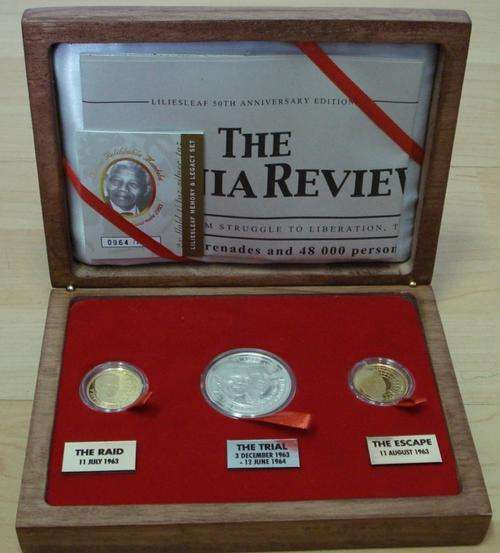 LILIESLEAF 50TH ANNIVERSARY EDITION
THE
NIA REVIEW
M STRUGGLE TO LIBERATION, T
renades and 48 000 person
0964
LILIESLEAF MEMORY & LEGACY SET
THE RAID
11 JULY 1963
THE TRIAL
3 DECEMBER 1963
- 12 JUNE 1964
THE ESCAPE
11 AUGUST 1963